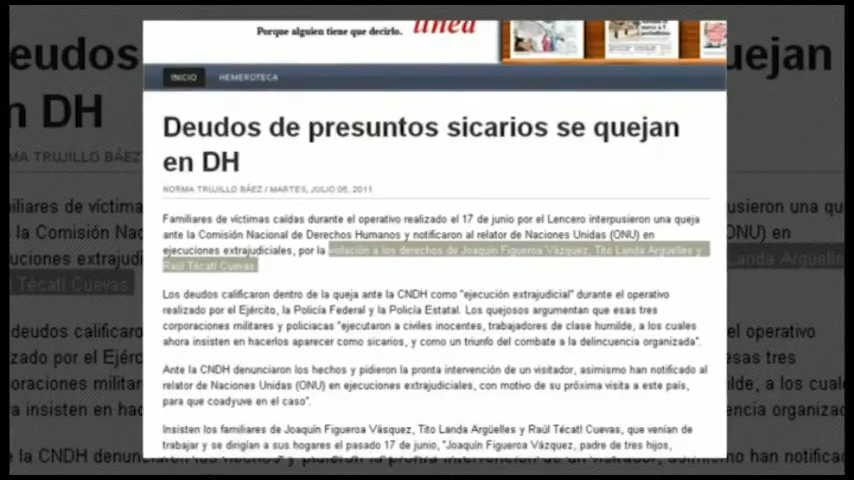 Porque alguien tiene que decirlo.
línea
INICIO HEMEROTECA
Deudos de presuntos sicarios se quejan
en DH
NORMA TRUJILLO BÁEZ / MARTES, JULIO 05, 2011
Familiares de víctimas caídas durante el operativo realizado el 17 de junio por el Lencero interpusieron una queja
ante la Comisión Nacional de Derechos Humanos y notificaron al relator de Naciones Unidas (ONU) en
ejecuciones extrajudiciales, por la violación a los derechos de Joaquín Figueroa Vázquez, Tito Landa Argüelles y
Raúl Técatl Cuevas.
Los deudos calificaron dentro de la queja ante la CNDH como "ejecución extrajudicial" durante el operativo
realizado por el Ejército, la Policía Federal y la Policía Estatal. Los quejosos argumentan que esas tres
corporaciones militares y policiacas "ejecutaron a civiles inocentes, trabajadores de clase humilde, a los cuales
ahora insisten en hacerlos aparecer como sicarios, y como un triunfo del combate a la delincuencia organizada".
Ante la CNDH denunciaron los hechos y pidieron la pronta intervención de un visitador, asimismo han notificado al
relator de Naciones Unidas (ONU) en ejecuciones extrajudiciales, con motivo de su próxima visita a este país,
para que coadyuve en el caso".
Insisten los familiares de Joaquín Figueroa Vásquez, Tito Landa Argüelles y Raúl Técatl Cuevas, que venían de
trabajar y se dirigían a sus hogares el pasado 17 de junio, "Joaquín Figueroa Vázquez, padre de tres hijos,